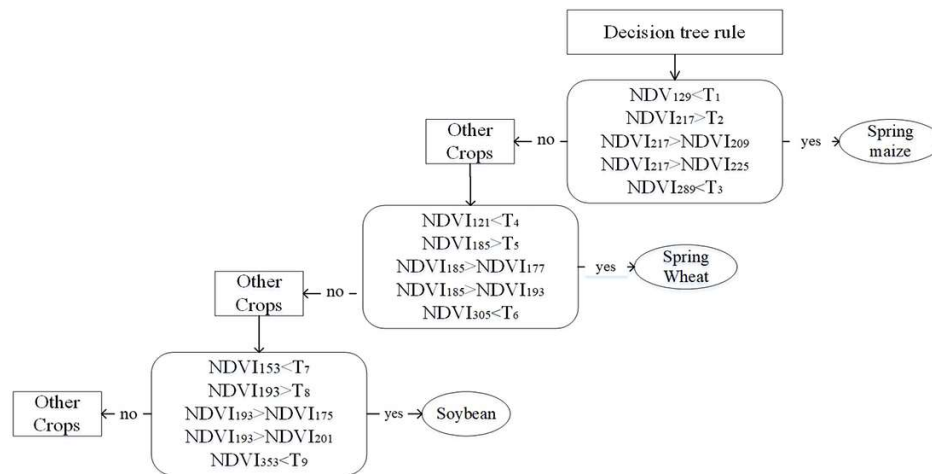 Decision tree rule
NDV₁₂₉<T₁
NDVI₂₁₇>T₂
NDVI₂₁₇>NDVI₂₀₉
NDVI₂₁₇>NDVI₂₂₅
NDVI₂₈₉<T₃
yes
Spring
maize
no
Other
Crops
NDVI₁₂₁<T₄
NDVI₁₈₅>T₅
NDVI₁₈₅>NDVI₁₇₇
NDVI₁₈₅>NDVI₁₉₃
NDVI₃₀₅<T₆
yes
Spring
Wheat
no
Other
Crops
NDVI₁₅₃<T₇
NDVI₁₉₃>T₈
NDVI₁₉₃>NDVI₁₇₅
NDVI₁₉₃>NDVI₂₀₁
NDVI₃₅₃<T₉
yes
Soybean
no
Other
Crops